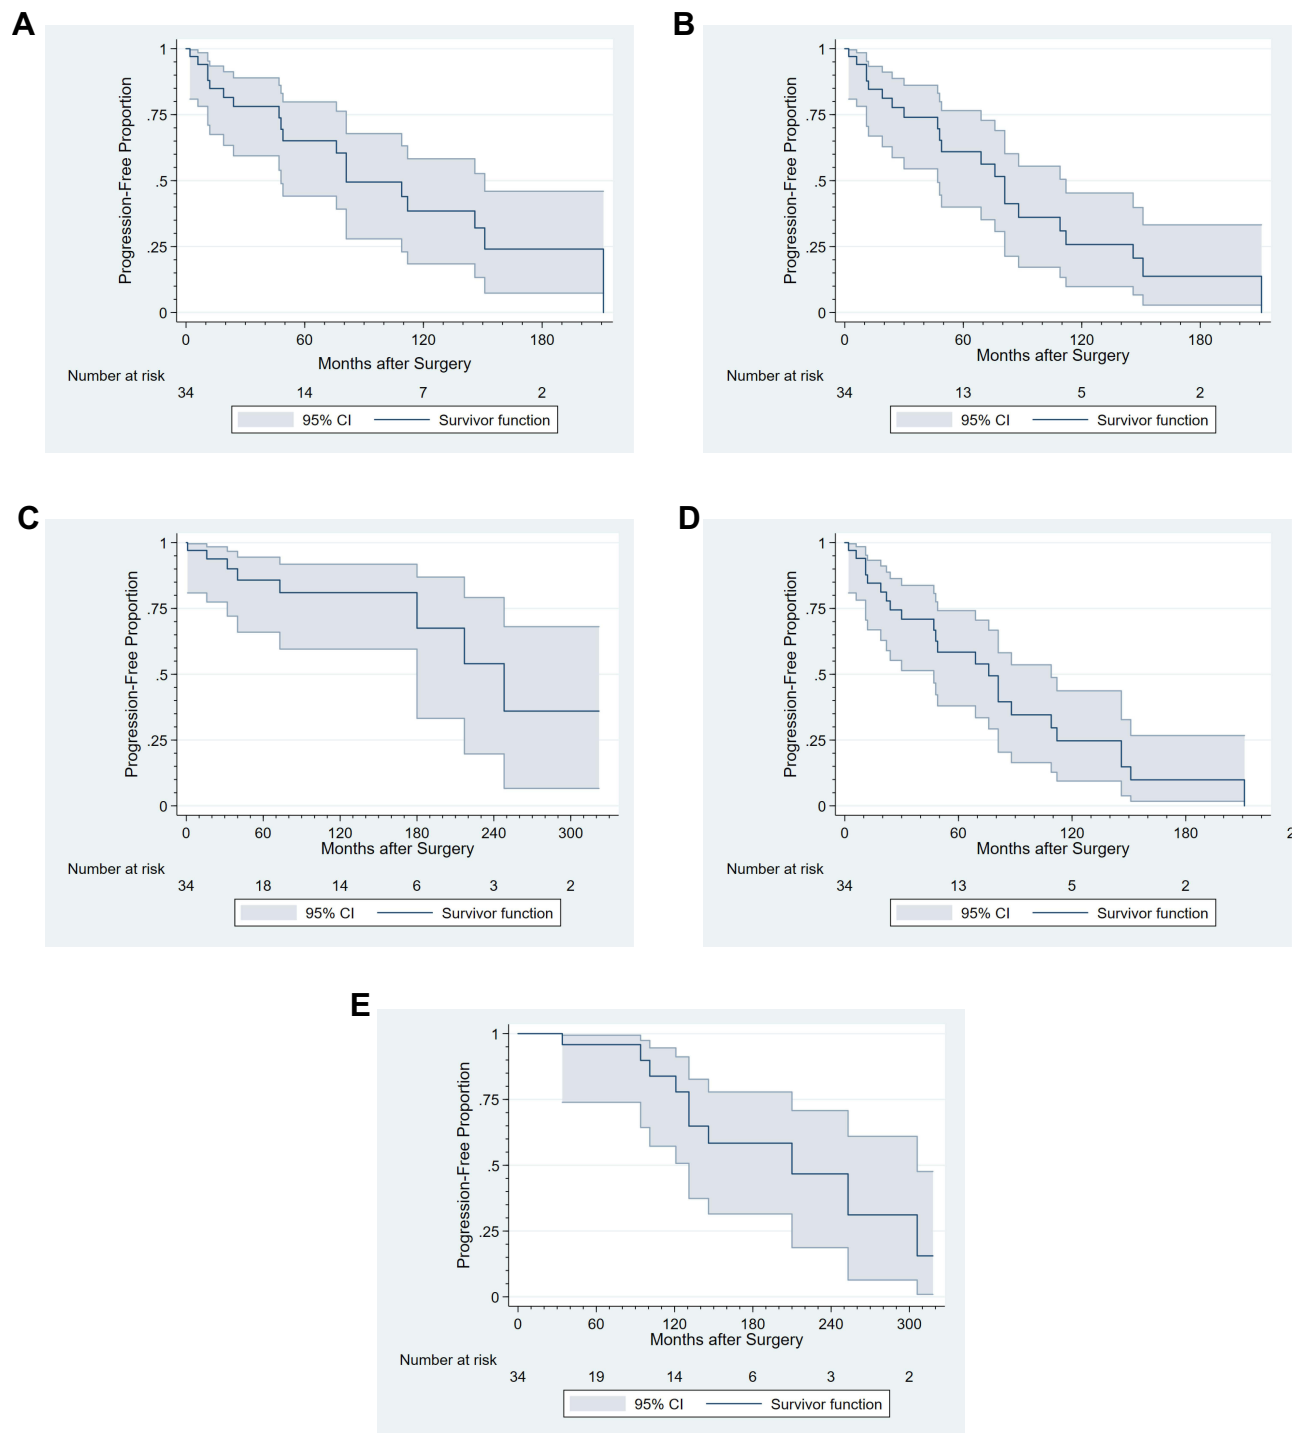 A
Progression-Free Proportion
1
.75
.5
.25
0
0 60 120 180
Months after Surgery
Number at risk
34 14 7 2
95% CI Survivor function
B
Progression-Free Proportion
1
.75
.5
.25
0
0 60 120 180
Months after Surgery
Number at risk
34 13 5 2
95% CI Survivor function
C
Progression-Free Proportion
1
.75
.5
.25
0
0 60 120 180 240 300
Months after Surgery
Number at risk
34 18 14 6 3 2
95% CI Survivor function
D
Progression-Free Proportion
1
.75
.5
.25
0
0 60 120 180 2
Months after Surgery
Number at risk
34 13 5 2
95% CI Survivor function
E
Progression-Free Proportion
1
.75
.5
.25
0
0 60 120 180 240 300
Months after Surgery
Number at risk
34 19 14 6 3 2
95% CI Survivor function